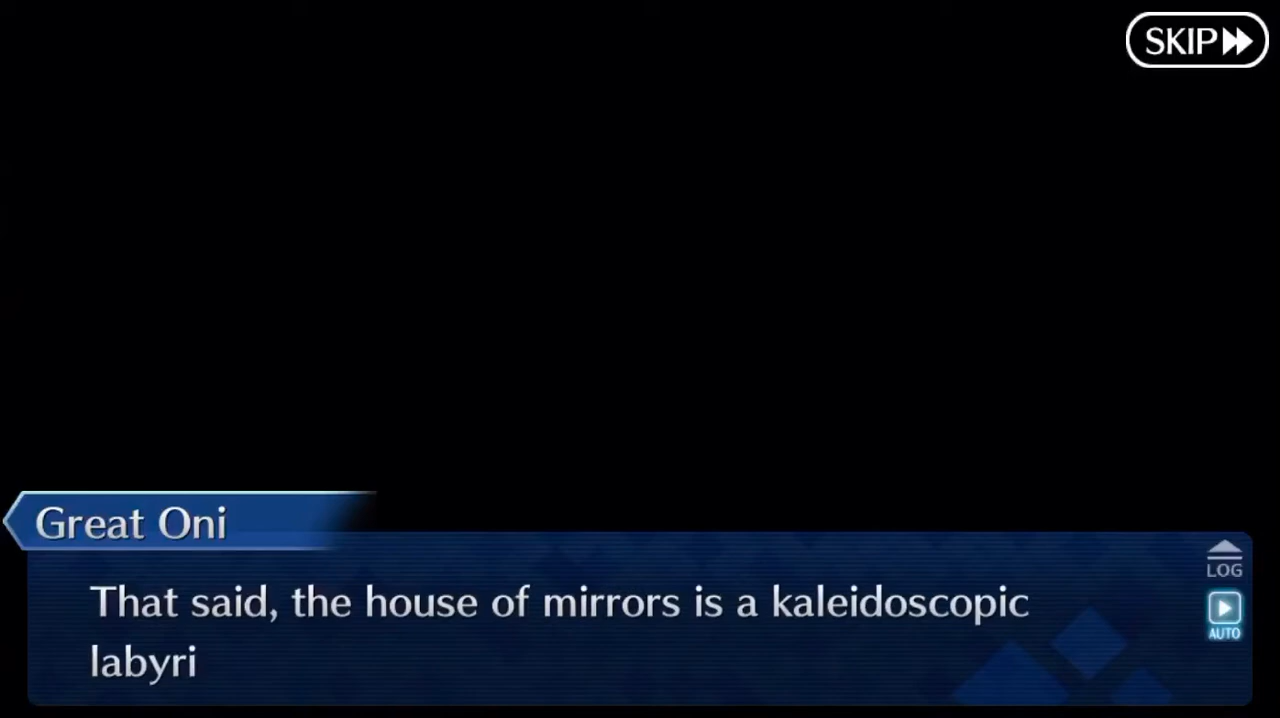 SKIP
Great Oni
LOG
That said, the house of mirrors is a kaleidoscopic
labyri
AUTO